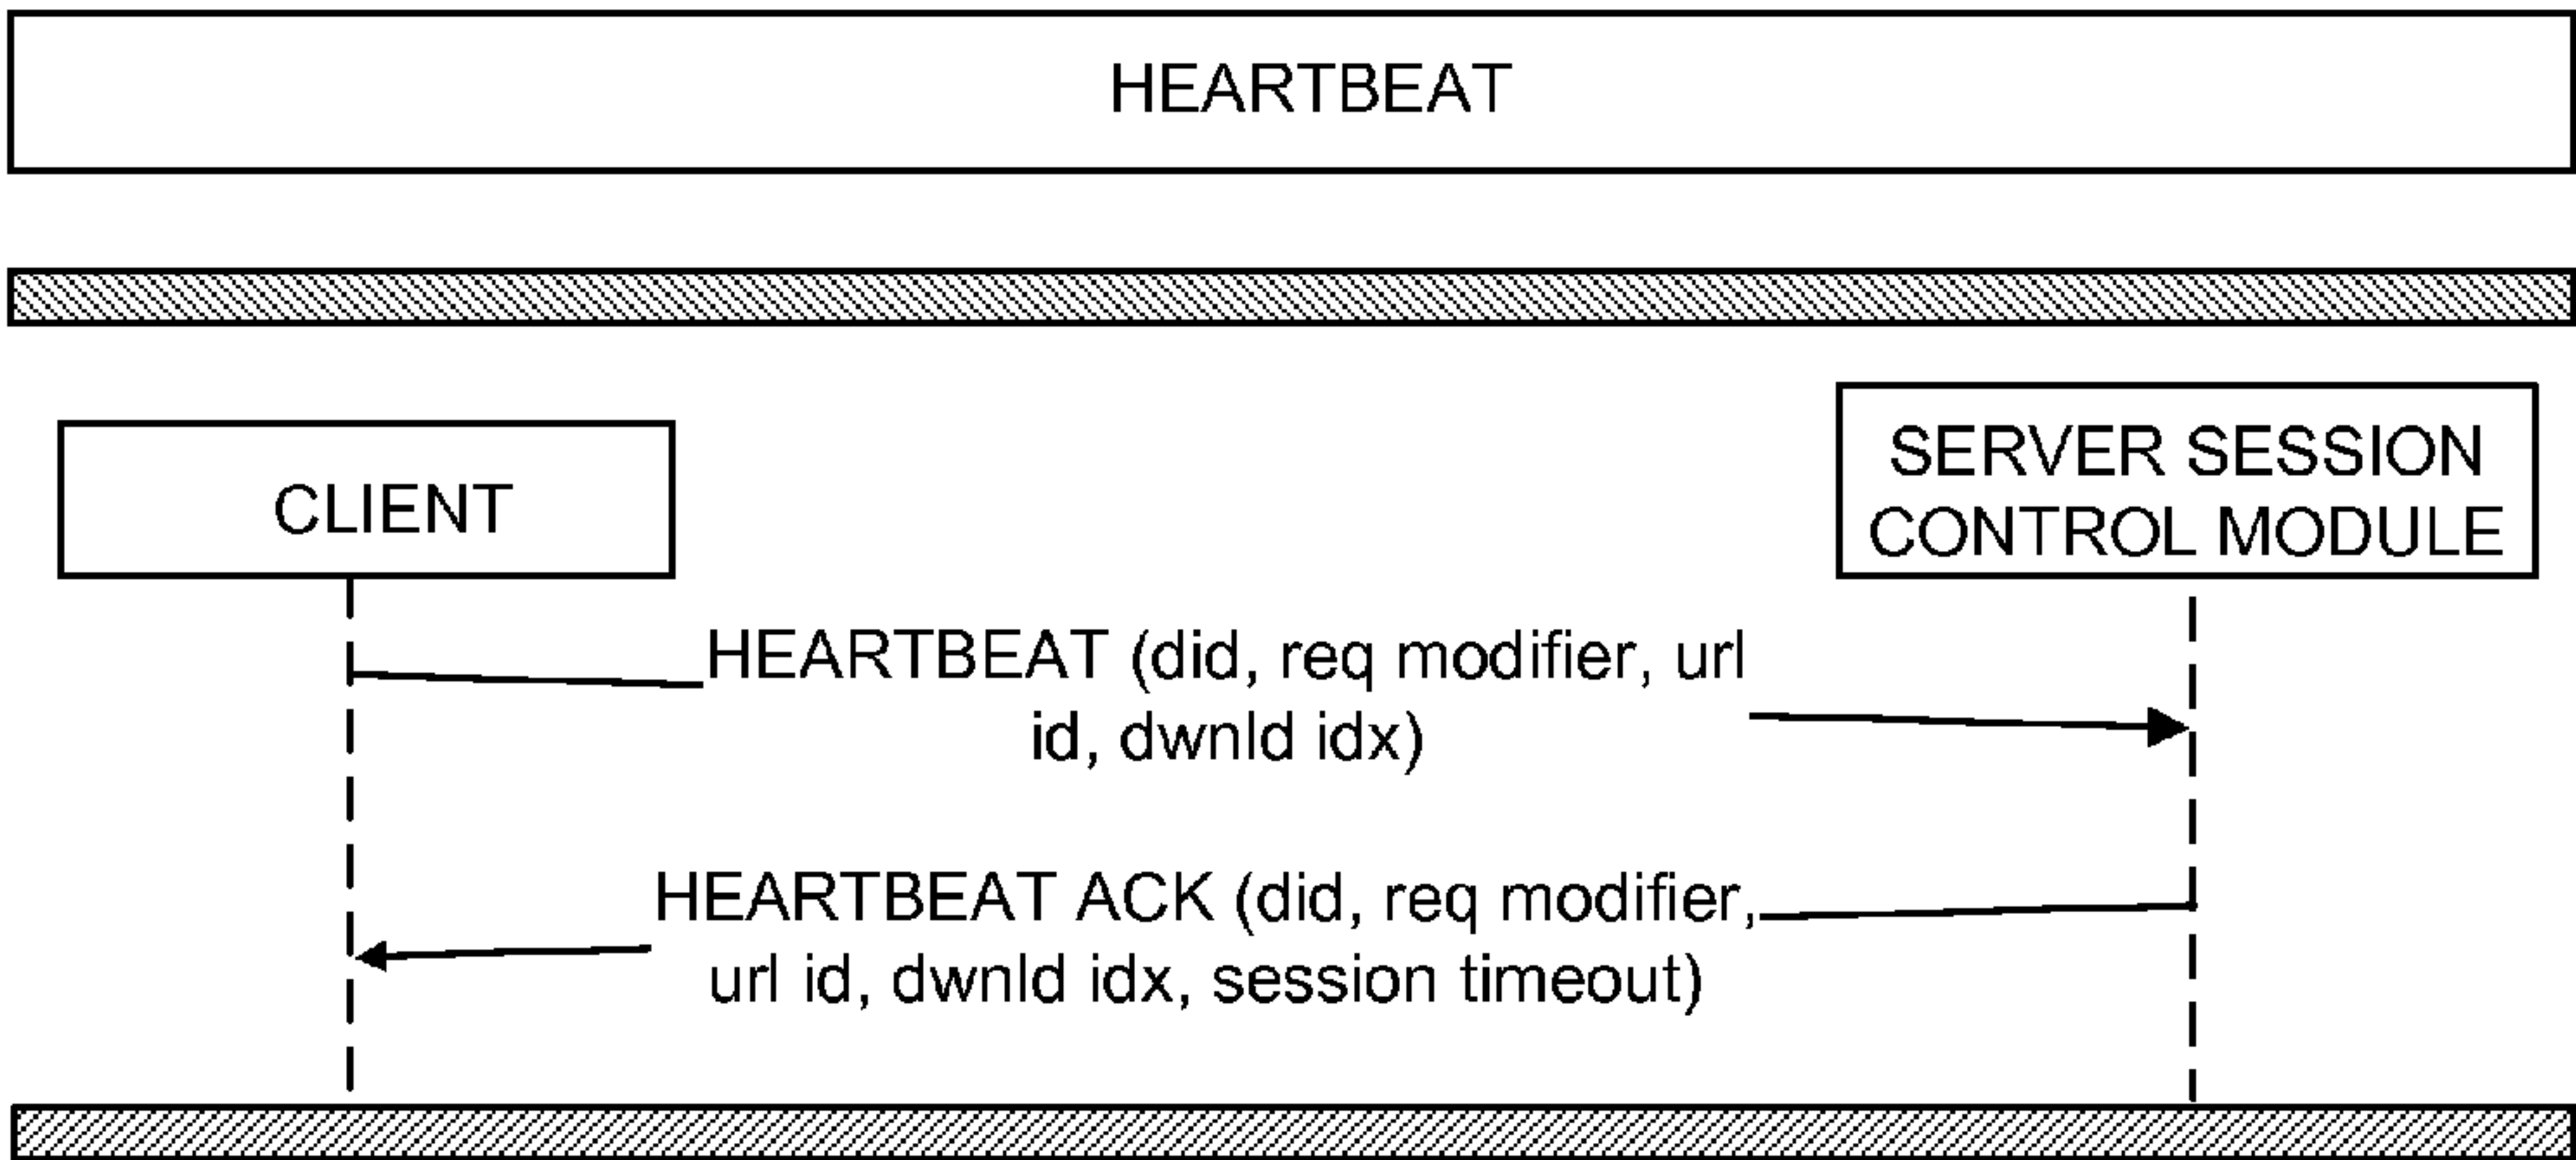 HEARTBEAT
CLIENT
SERVER SESSION
CONTROL MODULE
HEARTBEAT (did, req modifier, url
id, dwnld idx)
HEARTBEAT ACK (did, req modifier,
url id, dwnld idx, session timeout)